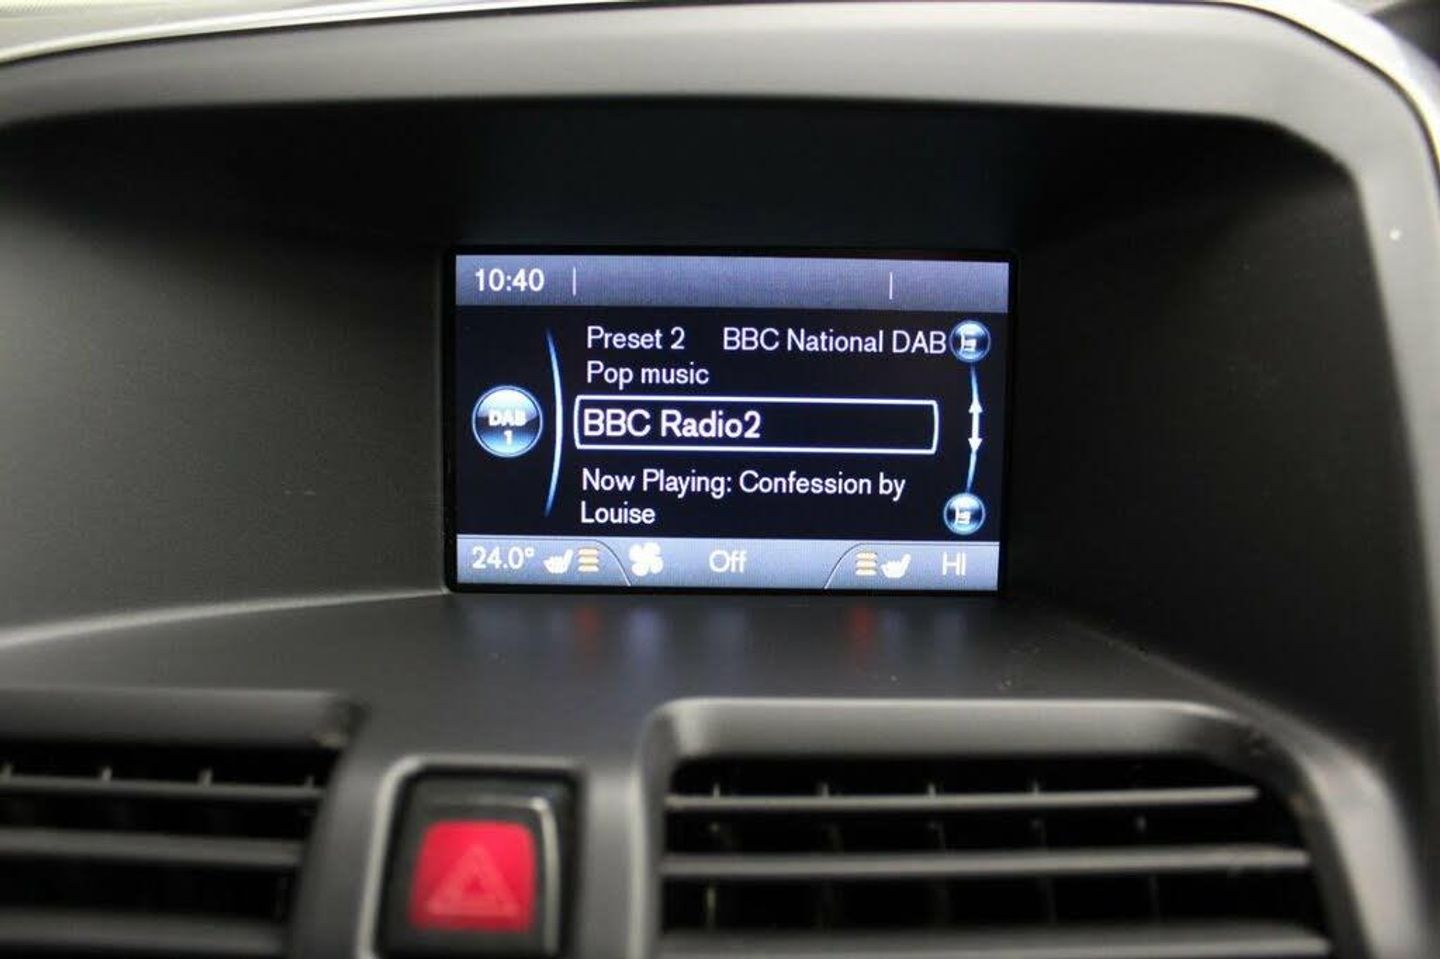 10:40
Preset 2 BBC National DAB
Pop music
DAB
1
BBC Radio2
Now Playing: Confession by
Louise
24.0° Off HI